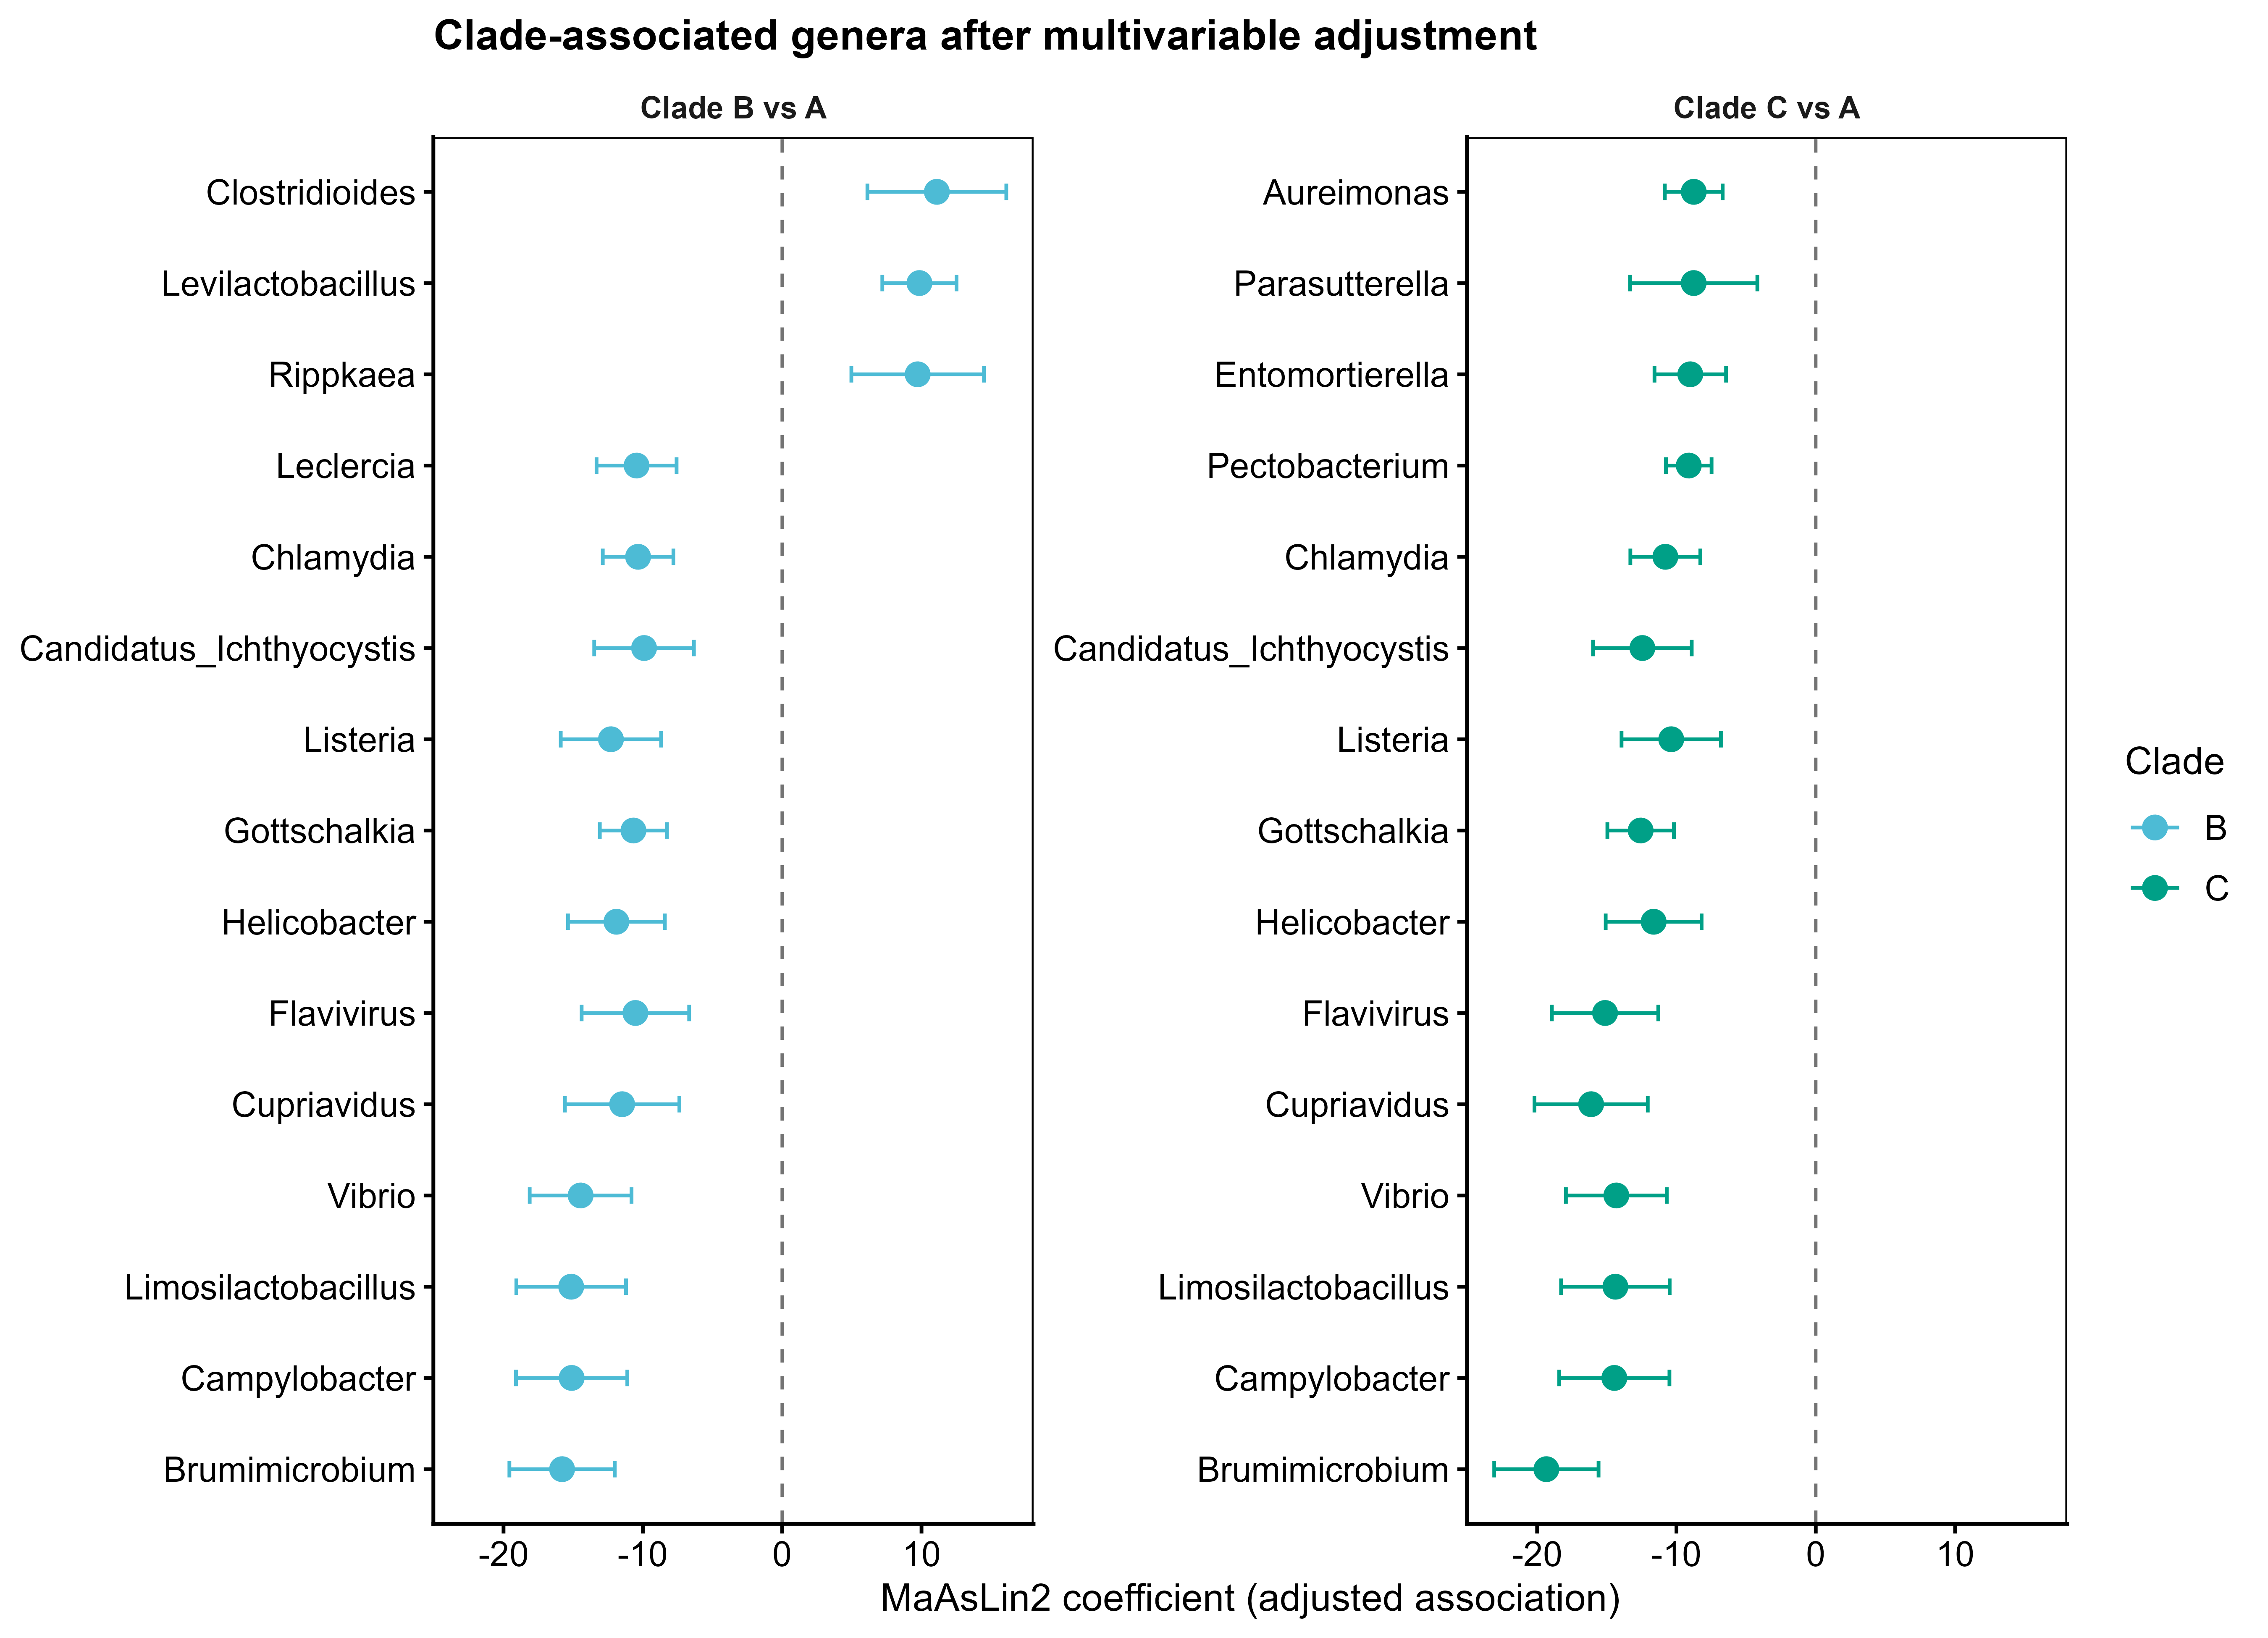 Clade-associated genera after multivariable adjustment
Clade B vs A
Clostridioides
Levilactobacillus
Rippkaea
Leclercia
Chlamydia
Candidatus_Ichthyocystis
Listeria
Gottschalkia
Helicobacter
Flavivirus
Cupriavidus
Vibrio
Limosilactobacillus
Campylobacter
Brumimicrobium
-20 -10 0 10
Clade C vs A
Aureimonas
Parasutterella
Entomortierella
Pectobacterium
Chlamydia
Candidatus_Ichthyocystis
Listeria
Gottschalkia
Helicobacter
Flavivirus
Cupriavidus
Vibrio
Limosilactobacillus
Campylobacter
Brumimicrobium
-20 -10 0 10
MaAsLin2 coefficient (adjusted association)
Clade
B
C